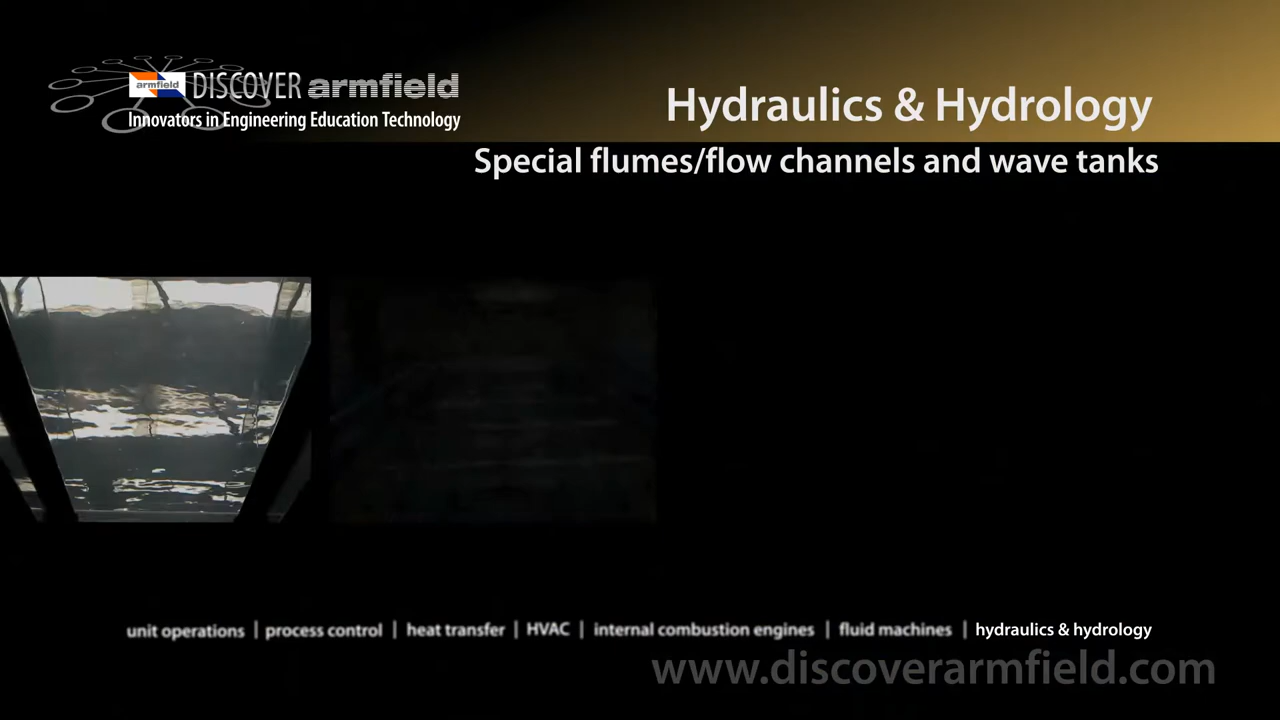 armfield DISCOVER armfield
Innovators in Engineering Education Technology
Hydraulics & Hydrology
Special flumes/flow channels and wave tanks
unit operations | process control | heat transfer | HVAC | internal combustion engines | fluid machines | hydraulics & hydrology
www.discoverarmfield.com